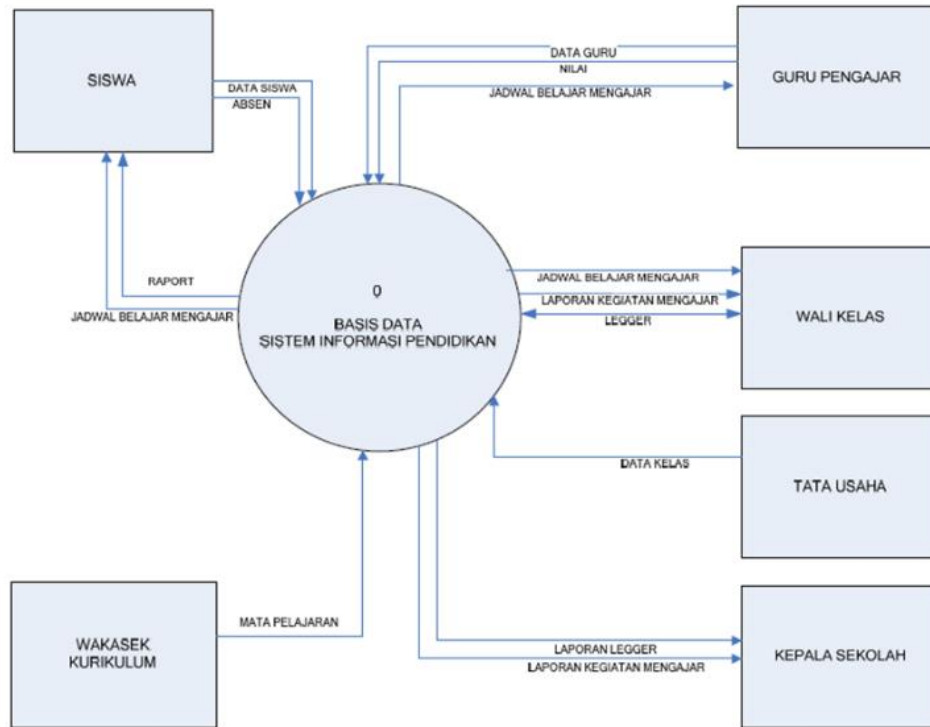 SISWA
DATA SISWA
ABSEN
DATA GURU
NILAI
JADWAL BELAJAR MENGAJAR
GURU PENGAJAR
RAPORT
JADWAL BELAJAR MENGAJAR
0
BASIS DATA
SISTEM INFORMASI PENDIDIKAN
JADWAL BELAJAR MENGAJAR
LAPORAN KEGIATAN MENGAJAR
LEGGER
WALI KELAS
DATA KELAS
TATA USAHA
WAKASEK
KURIKULUM
MATA PELAJARAN
LAPORAN LEGGER
LAPORAN KEGIATAN MENGAJAR
KEPALA SEKOLAH